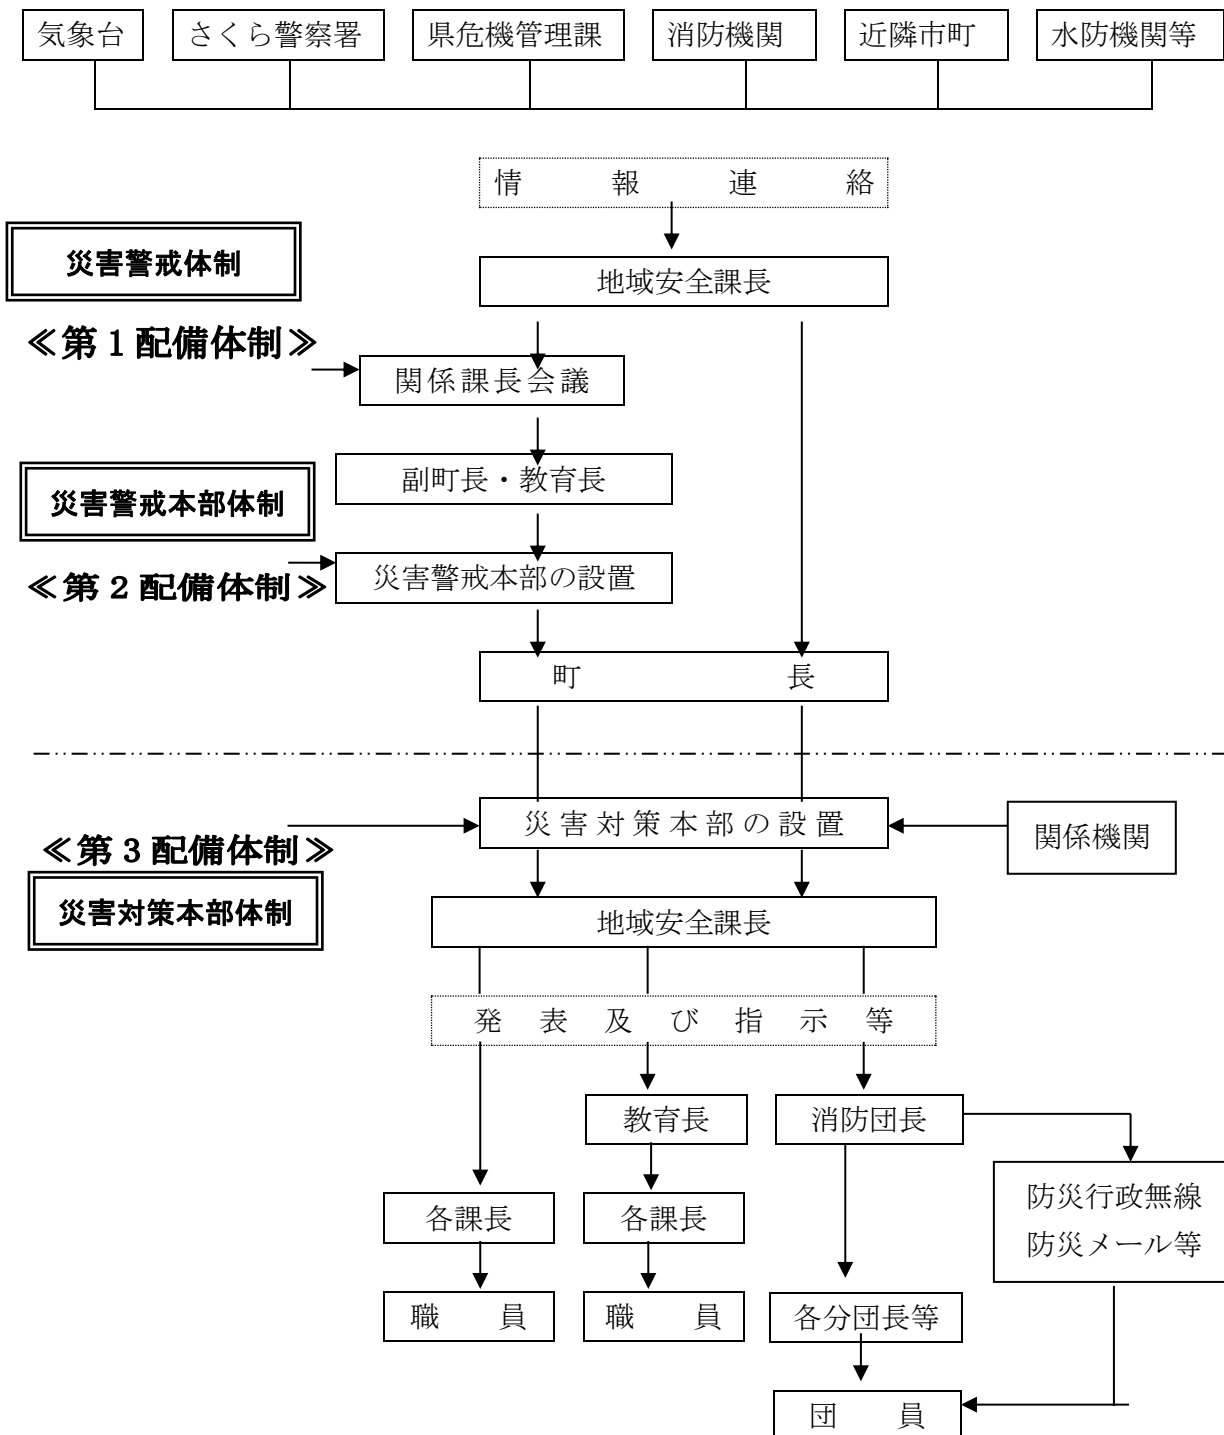 気象台
さくら警察署
県危機管理課
消防機関
近隣市町
水防機関等
情報連絡
災害警戒体制
地域安全課長
≪第1配備体制≫
関係課長会議
災害警戒本部体制
副町長・教育長
≪第2配備体制≫
災害警戒本部の設置
町長
≪第3配備体制≫
災害対策本部の設置
関係機関
災害対策本部体制
地域安全課長
発表及び指示等
教育長
消防団長
防災行政無線
防災メール等
各課長
各課長
職員
職員
各分団長等
団員